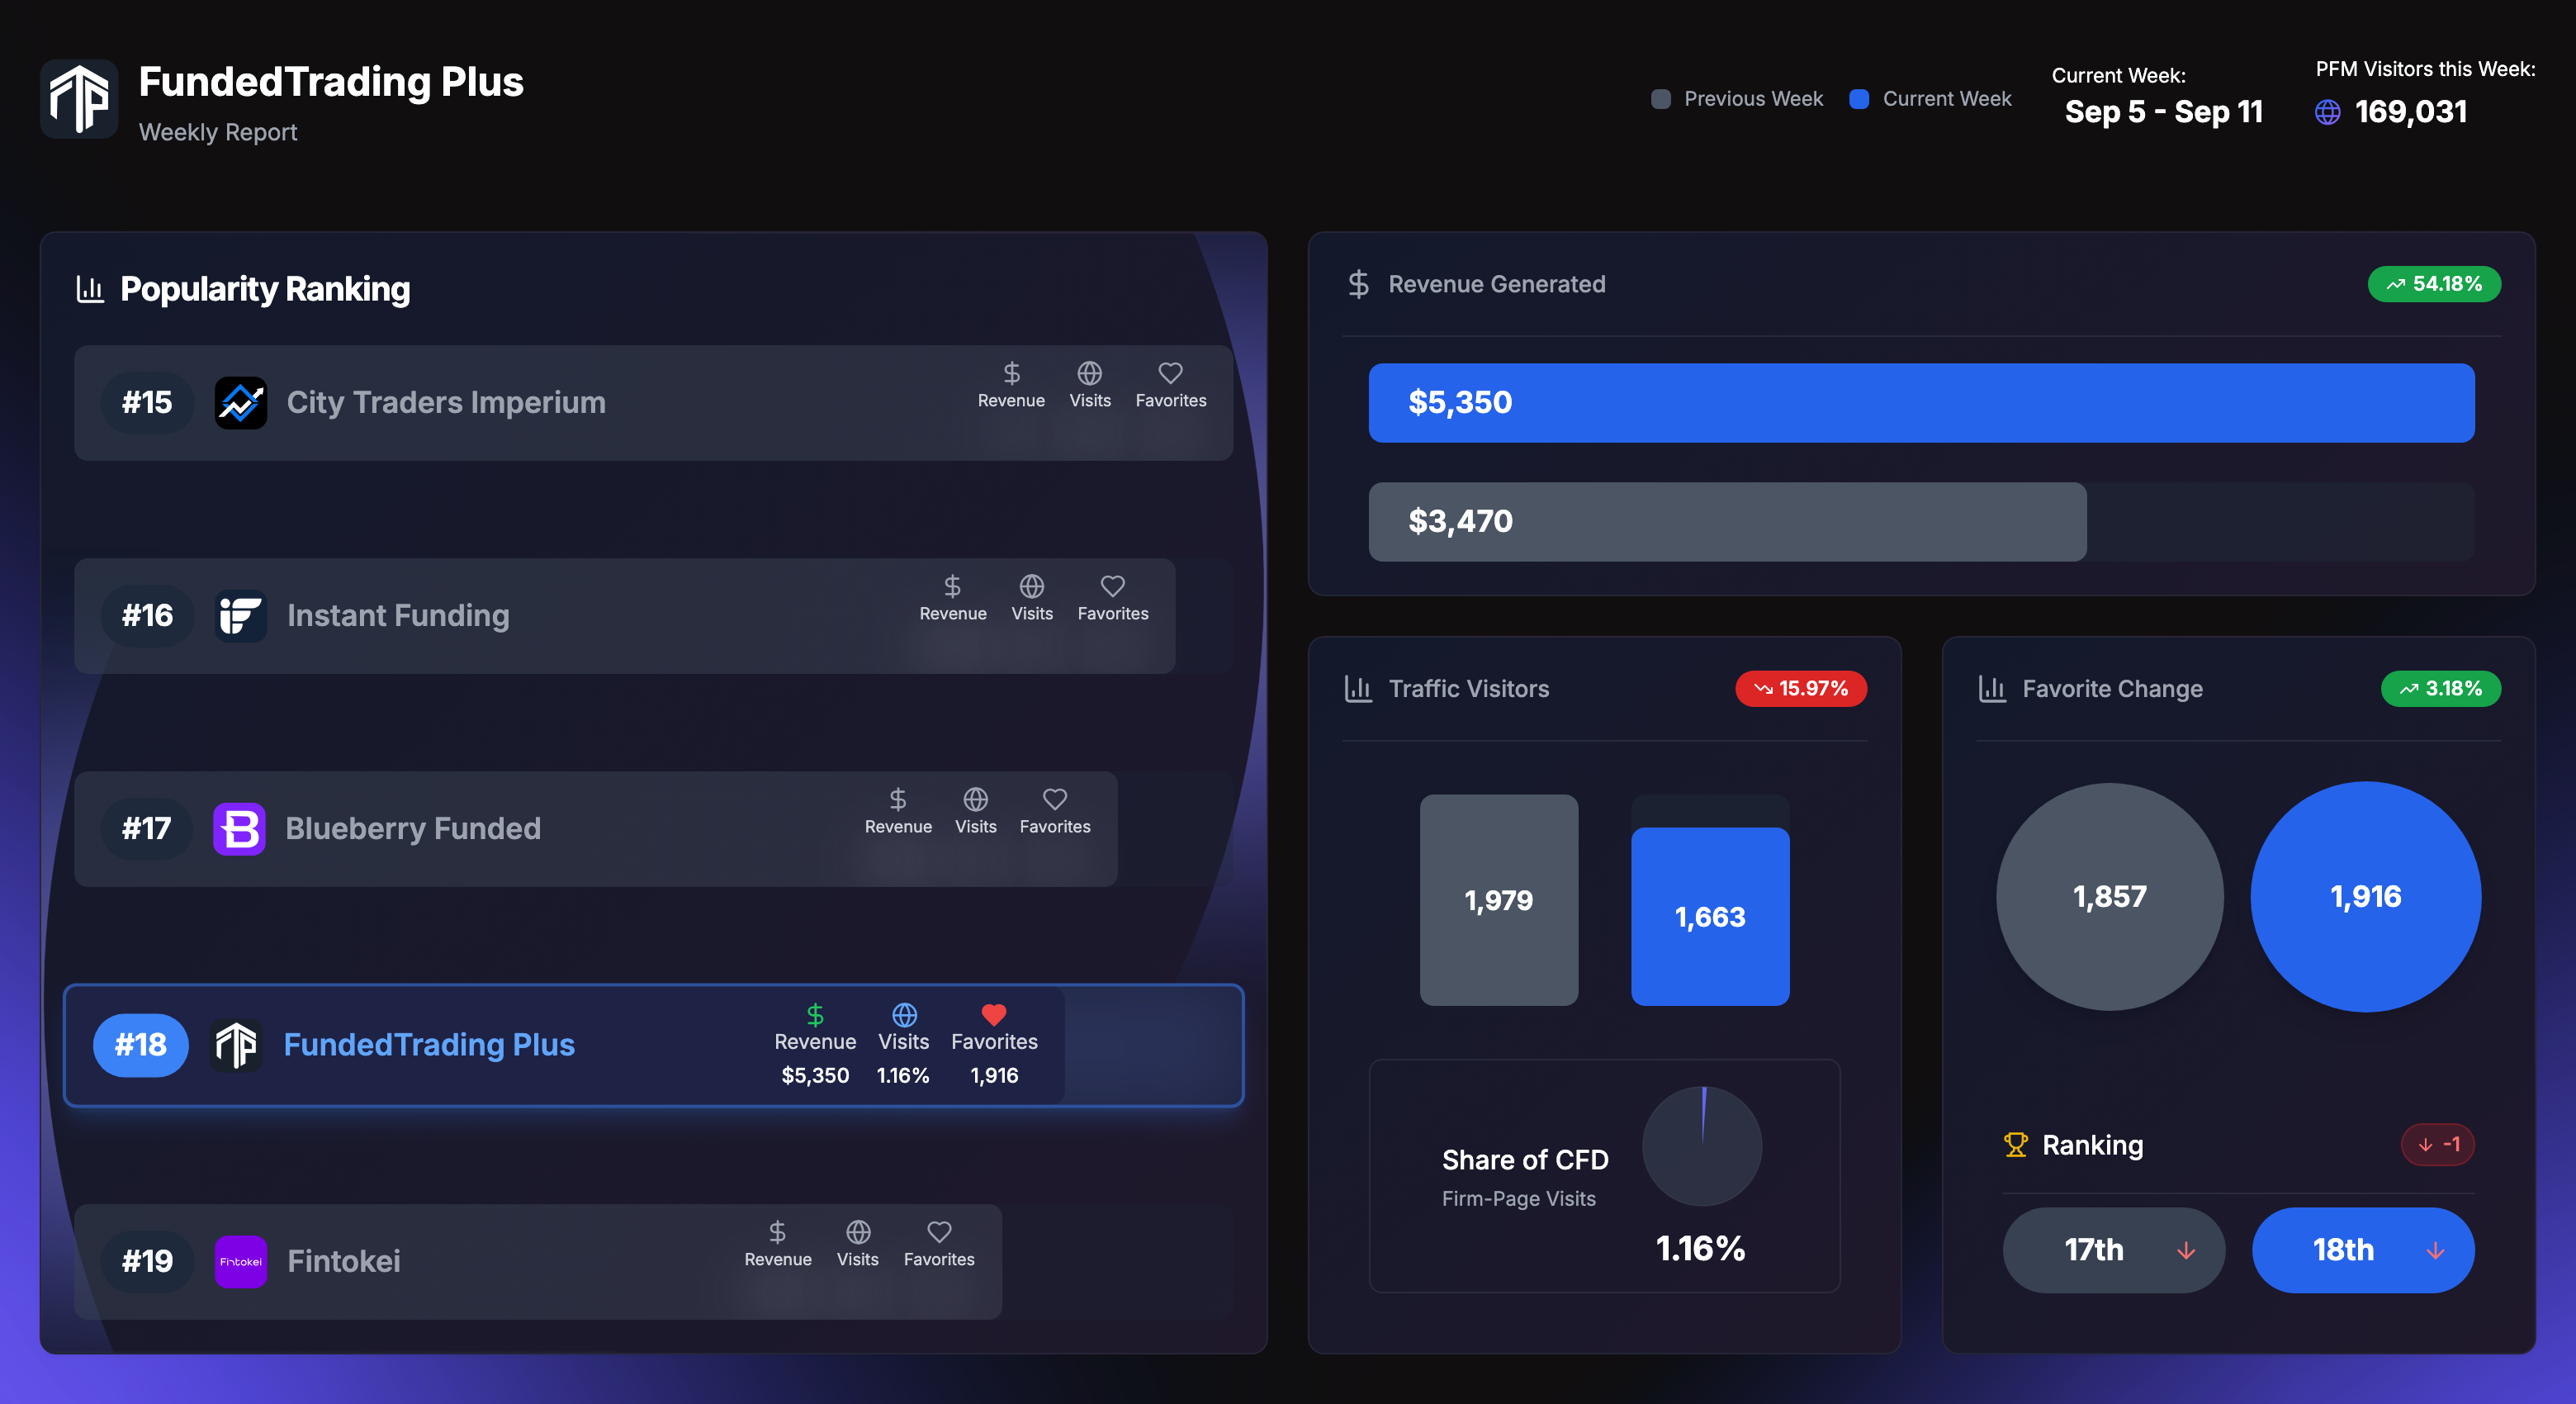 FundedTrading Plus
Weekly Report
Previous Week
Current Week
Current Week:
Sep 5 - Sep 11
PFM Visitors this Week:
169,031
Popularity Ranking
#15
City Traders Imperium
Revenue
Visits
Favorites
#16
Instant Funding
Revenue
Visits
Favorites
#17
Blueberry Funded
Revenue
Visits
Favorites
#18
FundedTrading Plus
Revenue
Visits
Favorites
$5,350
1.16%
1,916
#19
Fintokei
Fintokei
Revenue
Visits
Favorites
Revenue Generated
54.18%
$5,350
$3,470
Traffic Visitors
15.97%
1,979
1,663
Share of CFD
Firm-Page Visits
1.16%
Favorite Change
3.18%
1,857
1,916
Ranking
-1
17th
18th